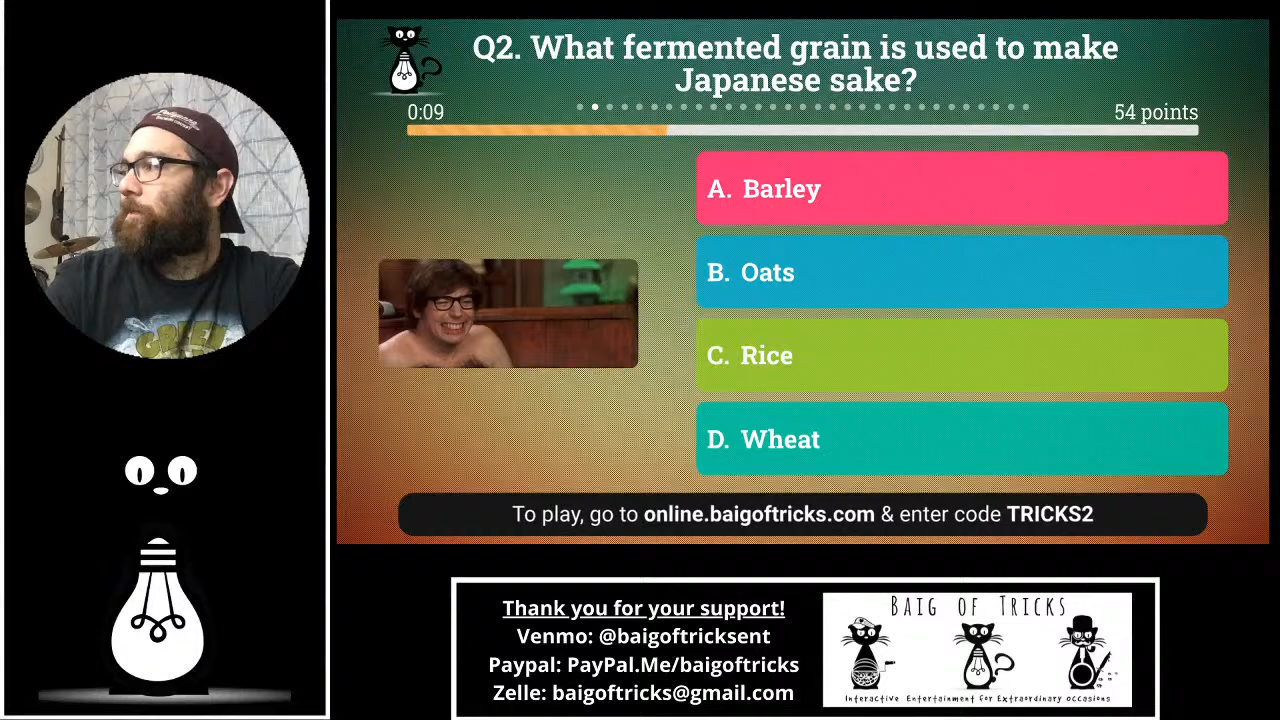 Q2. What fermented grain is used to make
Japanese sake?
0:09
54 points
A. Barley
B. Oats
C. Rice
D. Wheat
To play, go to online.baigoftricks.com & enter code TRICKS2
Thank you for your support!
Venmo: @baigoftricksent
Paypal: PayPal.Me/baigoftricks
Zelle: baigoftricks@gmail.com
BAIG OF TRICKS
Interactive Entertainment for Extraordinary occasions